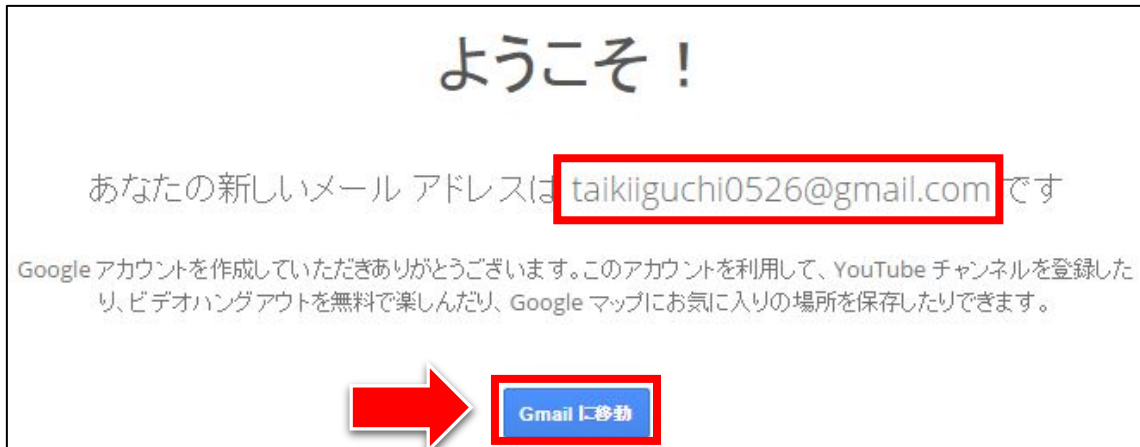 ようこそ！
あなたの新しいメール アドレスは taikiiguchi0526@gmail.com です
Google アカウントを作成していただきありがとうございます。このアカウントを利用して、YouTube チャンネルを登録した
り、ビデオハングアウトを無料で楽しんだり、Google マップにお気に入りの場所を保存したりできます。
Gmail に移動